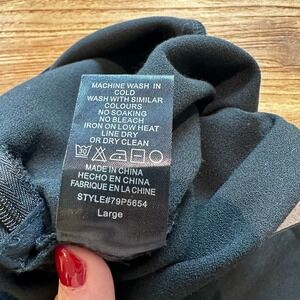 MACHINE WASH IN
COLD
WASH WITH SIMILAR
COLOURS
NO SOAKING
NO BLEACH
IRON ON LOW HEAT
LINE DRY
OR DRY CLEAN
MADE IN CHINA
HECHO EN CHINA
FABRIQUE EN LA CHINE
STYLE#79P5654
Large